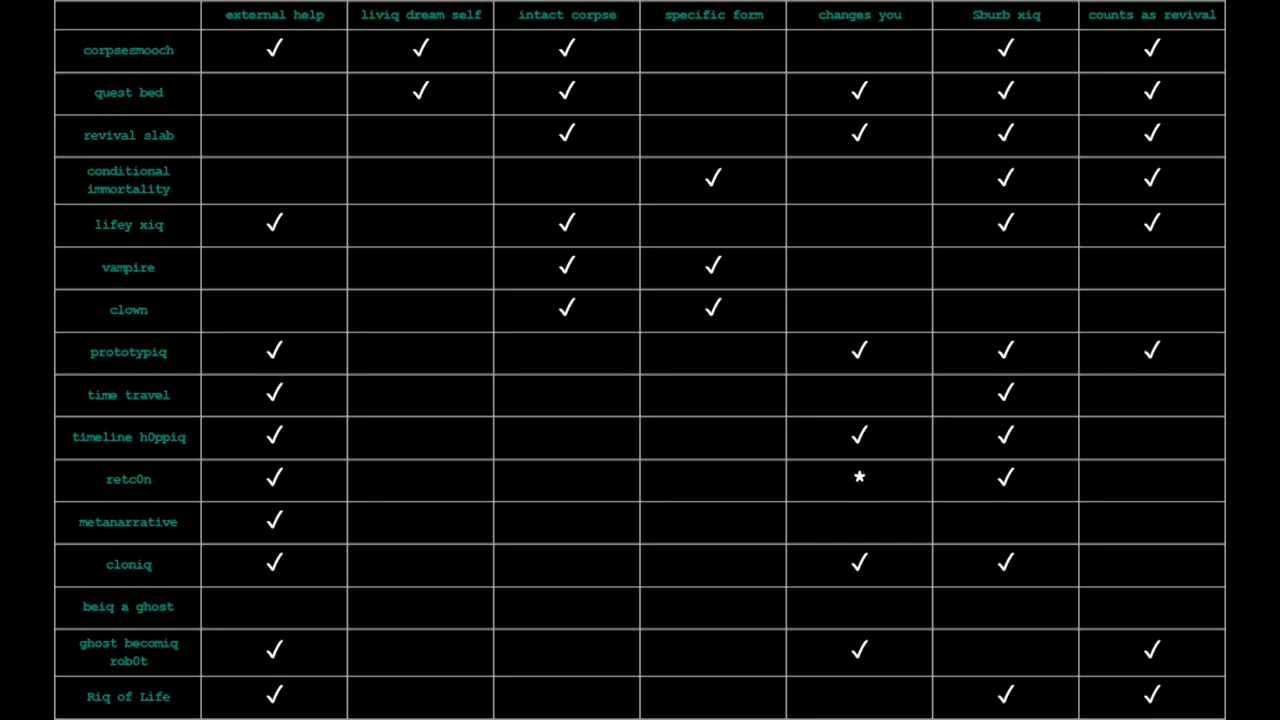 external help liviq dream self intact corpse specific form changes you Sburb xiq counts as revival
corpsesmooch ✓ ✓ ✓ ✓ ✓
quest bed ✓ ✓ ✓ ✓ ✓
revival slab ✓ ✓ ✓ ✓
conditional
immortality ✓ ✓ ✓
lifey xiq ✓ ✓ ✓ ✓
vampire ✓ ✓
clown ✓ ✓
prototypiq ✓ ✓ ✓ ✓
time travel ✓ ✓
timeline h0ppiq ✓ ✓ ✓
retc0n ✓ * ✓
metanarrative ✓
cloniq ✓ ✓ ✓
beiq a ghost
ghost becomiq
rob0t ✓ ✓ ✓
Riq of Life ✓ ✓ ✓